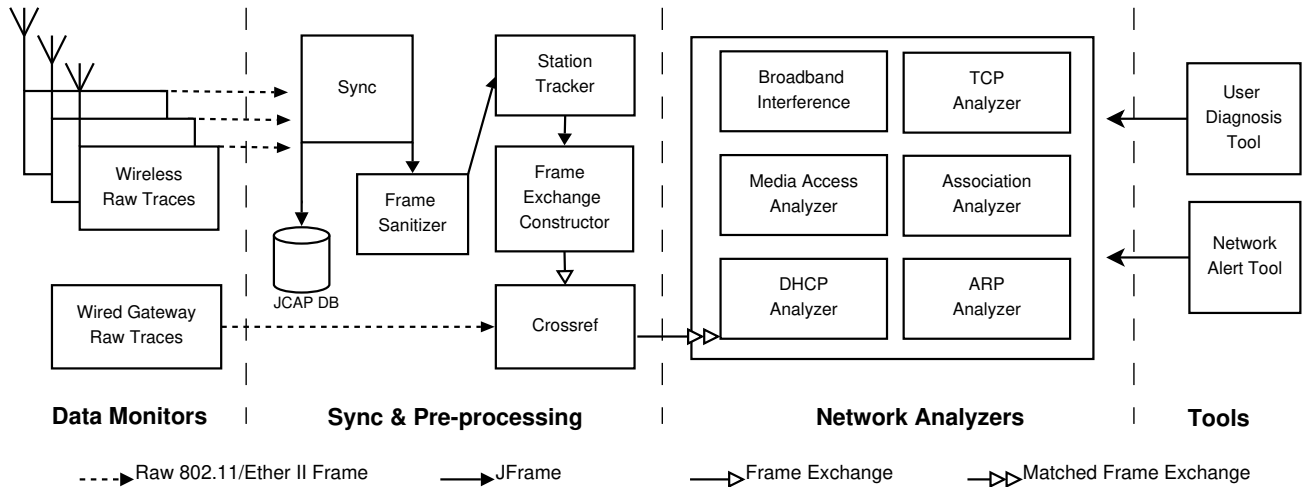 Wireless
Raw Traces
Wired Gateway
Raw Traces
Sync
JCAP DB
Frame
Sanitizer
Station
Tracker
Frame
Exchange
Constructor
Crossref
Broadband
Interference
TCP
Analyzer
Media Access
Analyzer
Association
Analyzer
DHCP
Analyzer
ARP
Analyzer
User
Diagnosis
Tool
Network
Alert Tool
Data Monitors
Sync & Pre-processing
Network Analyzers
Tools
Raw 802.11/Ether II Frame
JFrame
Frame Exchange
Matched Frame Exchange